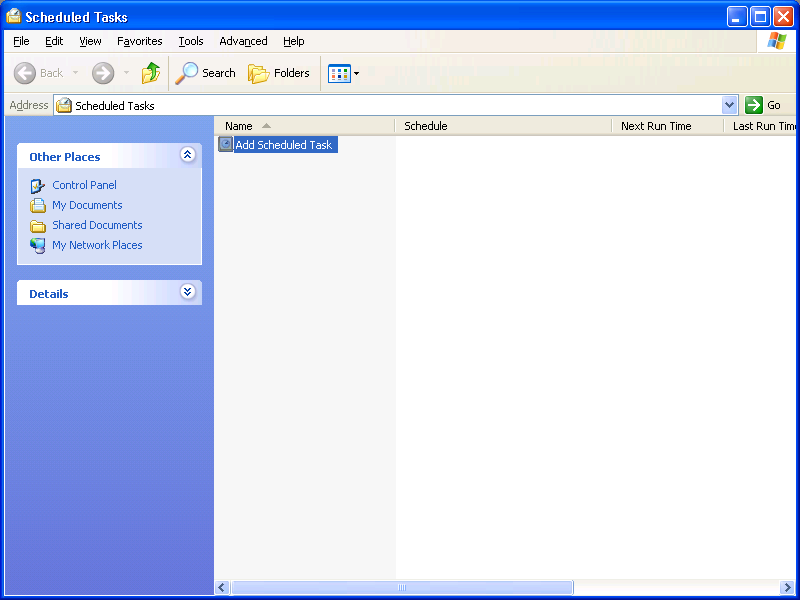 Scheduled Tasks
File Edit View Favorites Tools Advanced Help
Back Search Folders
Address Scheduled Tasks Go
Name Schedule Next Run Time Last Run Time
Add Scheduled Task
Other Places
Control Panel
My Documents
Shared Documents
My Network Places
Details